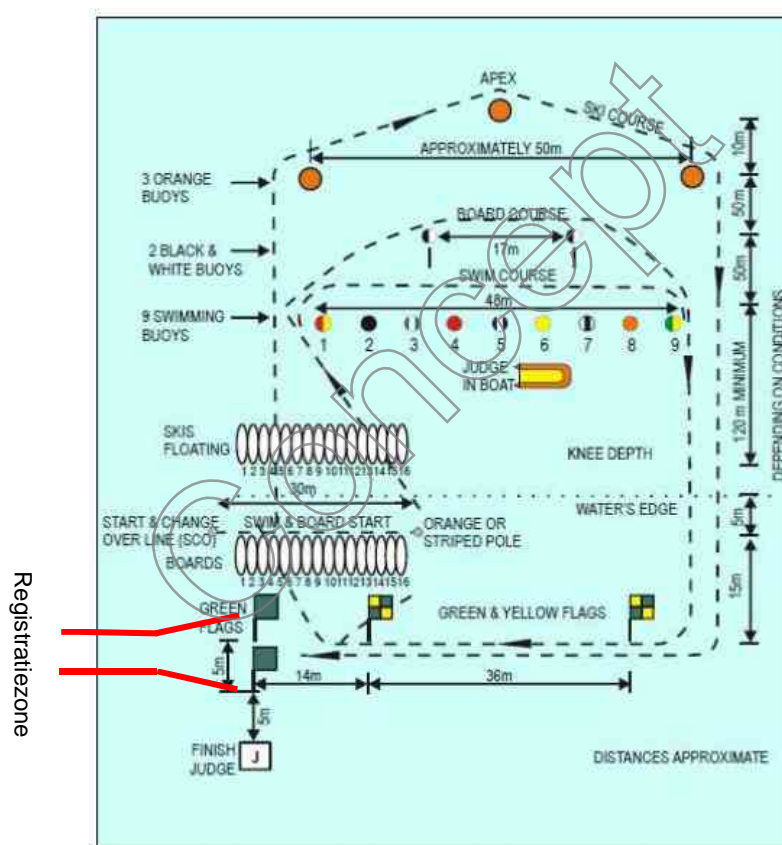 APEX
SKI COURSE
10m
APPROXIMATELY 50m
3 ORANGE
BUOYS
50m
BOARD COURSE
2 BLACK &
WHITE BUOYS
17m
50m
SWIM COURSE
48m
9 SWIMMING
BUOYS
1 2 3 4 5 6 7 8 9
JUDGE
IN BOAT
120 m MINIMUM
DEPENDING ON CONDITIONS
SKIS
FLOATING
KNEE DEPTH
1 2 3 4 5 6 7 8 9 10 11 12 13 14 15 16
30m
WATER'S EDGE
5m
START & CHANGE
OVER LINE (SCO)
SWIM & BOARD START
ORANGE OR
STRIPED POLE
BOARDS
1 2 3 4 5 6 7 8 9 10 11 12 13 14 15 16
15m
GREEN
FLAGS
GREEN & YELLOW FLAGS
Registratiezone
5m
14m
36m
5m
FINISH
JUDGE
J
DISTANCES APPROXIMATE
Concept